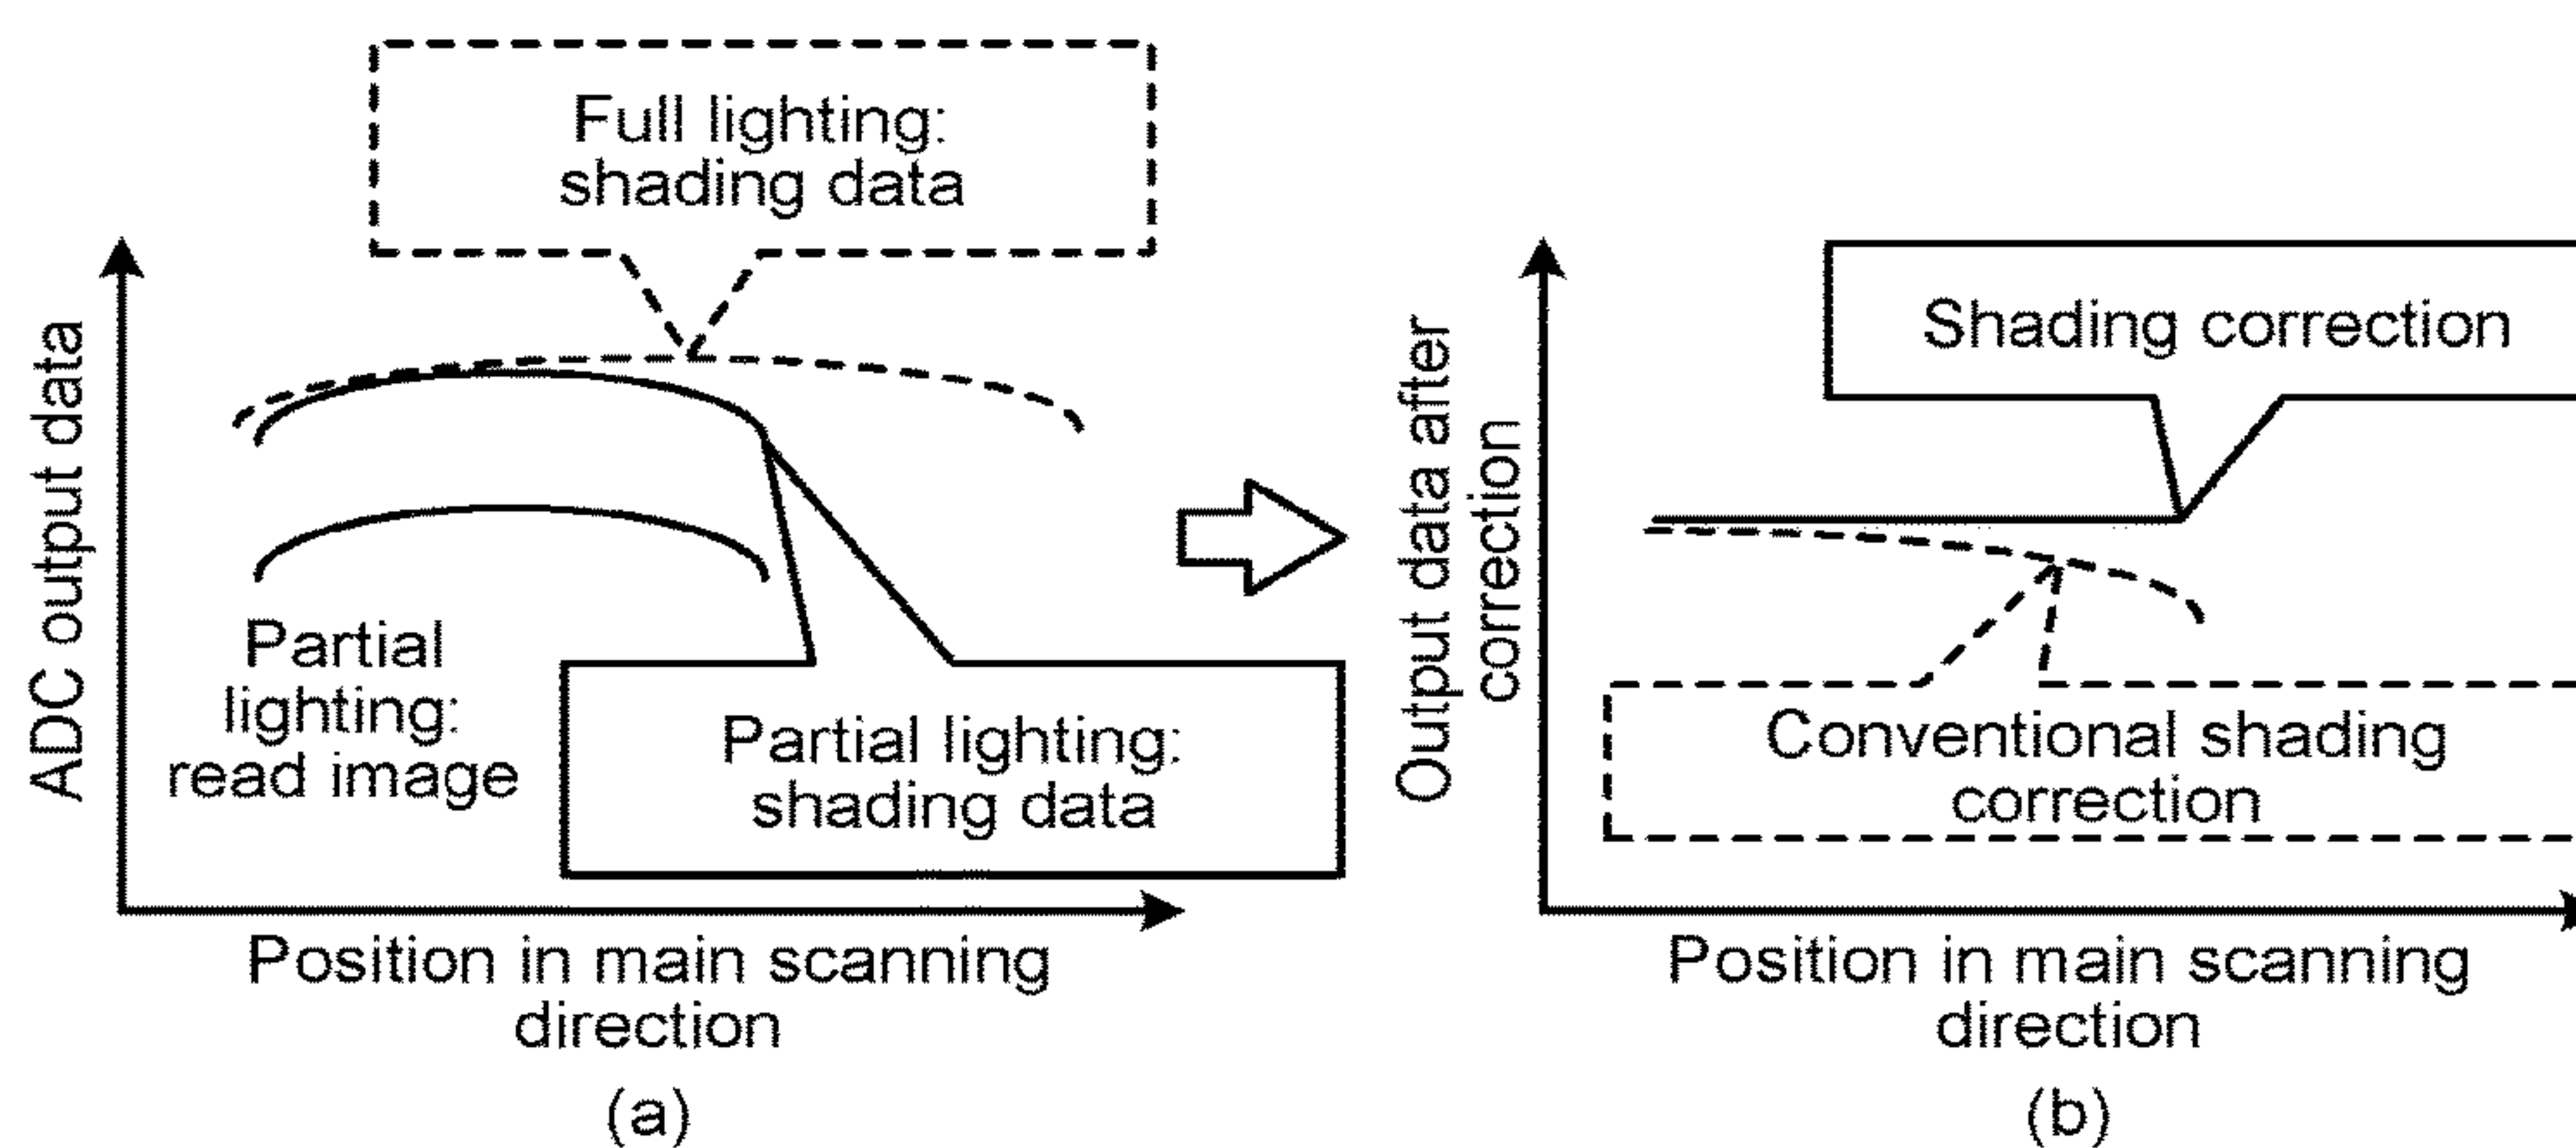 Full lighting:
shading data
ADC output data
Partial
lighting:
read image
Partial lighting:
shading data
Position in main scanning
direction
(a)
Output data after
correction
Shading correction
Conventional shading
correction
Position in main scanning
direction
(b)